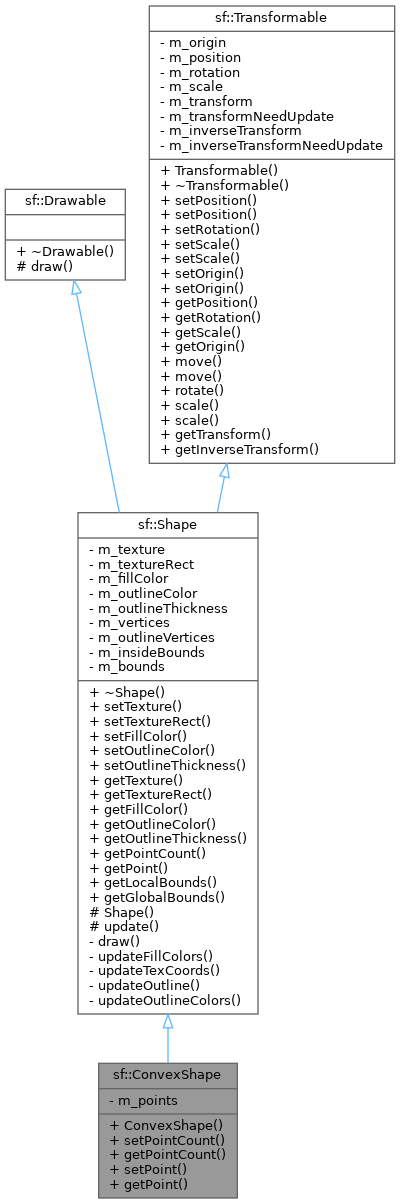 sf::Transformable
- m_origin
- m_position
- m_rotation
- m_scale
- m_transform
- m_transformNeedUpdate
- m_inverseTransform
- m_inverseTransformNeedUpdate
+ Transformable()
+ ~Transformable()
+ setPosition()
+ setPosition()
+ setRotation()
+ setScale()
+ setScale()
+ setOrigin()
+ setOrigin()
+ getPosition()
+ getRotation()
+ getScale()
+ getOrigin()
+ move()
+ move()
+ rotate()
+ scale()
+ scale()
+ getTransform()
+ getInverseTransform()
sf::Drawable
+ ~Drawable()
# draw()
sf::Shape
- m_texture
- m_textureRect
- m_fillColor
- m_outlineColor
- m_outlineThickness
- m_vertices
- m_outlineVertices
- m_insideBounds
- m_bounds
+ ~Shape()
+ setTexture()
+ setTextureRect()
+ setFillColor()
+ setOutlineColor()
+ setOutlineThickness()
+ getTexture()
+ getTextureRect()
+ getFillColor()
+ getOutlineColor()
+ getOutlineThickness()
+ getPointCount()
+ getPoint()
+ getLocalBounds()
+ getGlobalBounds()
# Shape()
# update()
- draw()
- updateFillColors()
- updateTexCoords()
- updateOutline()
- updateOutlineColors()
sf::ConvexShape
- m_points
+ ConvexShape()
+ setPointCount()
+ getPointCount()
+ setPoint()
+ getPoint()